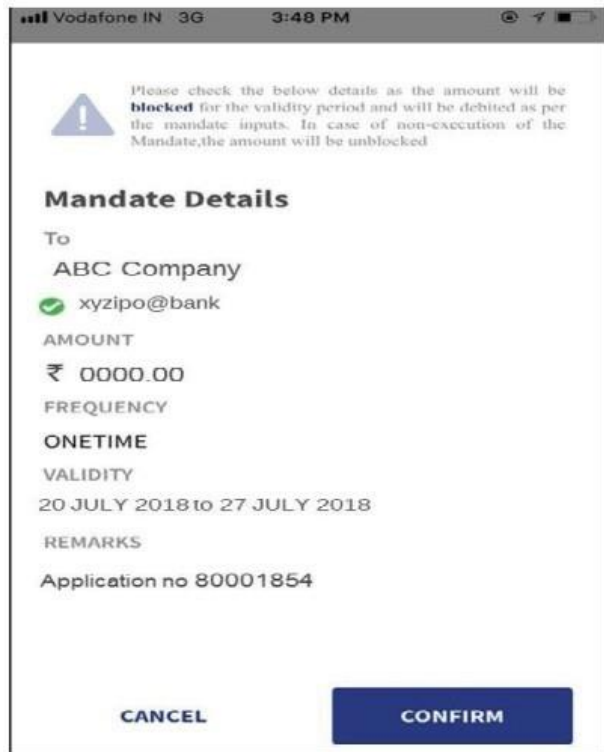 Vodafone IN 3G 3:48 PM
Please check the below details as the amount will be
blocked for the validity period and will be debited as per
the mandate inputs. In case of non-execution of the
Mandate,the amount will be unblocked
Mandate Details
To
ABC Company
xyzipo@bank
AMOUNT
₹ 0000.00
FREQUENCY
ONETIME
VALIDITY
20 JULY 2018 to 27 JULY 2018
REMARKS
Application no 80001854
CANCEL CONFIRM